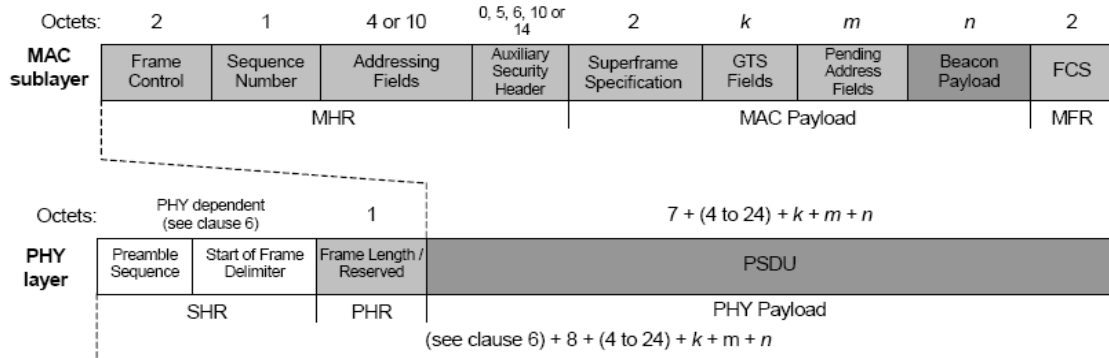 Octets: 2 1 4 or 10 0, 5, 6, 10 or 14 2 k m n 2
MAC sublayer
Frame Control
Sequence Number
Addressing Fields
Auxiliary Security Header
Superframe Specification
GTS Fields
Pending Address Fields
Beacon Payload
FCS
MHR MAC Payload MFR
Octets: PHY dependent (see clause 6) 1 7 + (4 to 24) + k + m + n
PHY layer
Preamble Sequence
Start of Frame Delimiter
Frame Length / Reserved
PSDU
SHR PHR PHY Payload
(see clause 6) + 8 + (4 to 24) + k + m + n